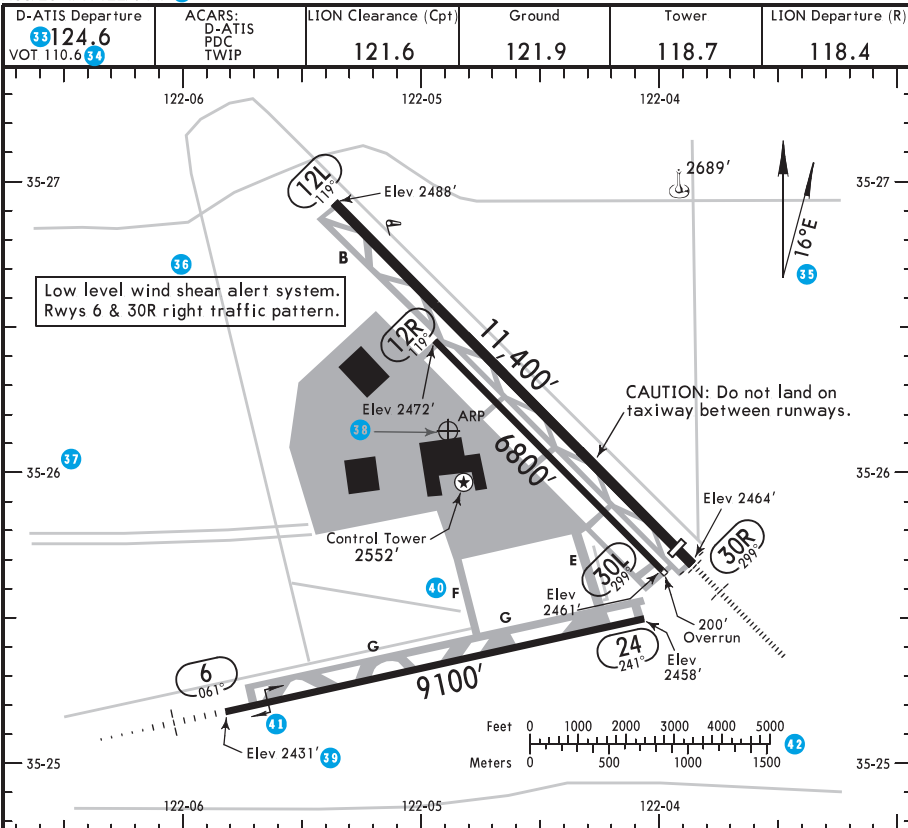 D-ATIS Departure
33 124.6
VOT 110.6 34
ACARS:
D-ATIS
PDC
TWIP
LION Clearance (Cpt)
121.6
Ground
121.9
Tower
118.7
LION Departure (R)
118.4
122-06
122-05
122-04
35-27
35-27
12L
119°
Elev 2488'
2689'
16°E
35
A
B
36
Low level wind shear alert system.
Rwys 6 & 30R right traffic pattern.
12R
119°
11,400'
CAUTION: Do not land on
taxiway between runways.
Elev 2472'
38
ARP
6800'
37
35-26
35-26
Elev 2464'
Control Tower
2552'
30R
299°
30L
299°
E
40
F
Elev
2461'
200'
Overrun
G
G
24
241°
Elev
2458'
6
061°
9100'
41
Elev 2431' 39
Feet 0 1000 2000 3000 4000 5000
42
Meters 0 500 1000 1500
35-25
35-25
122-06
122-05
122-04